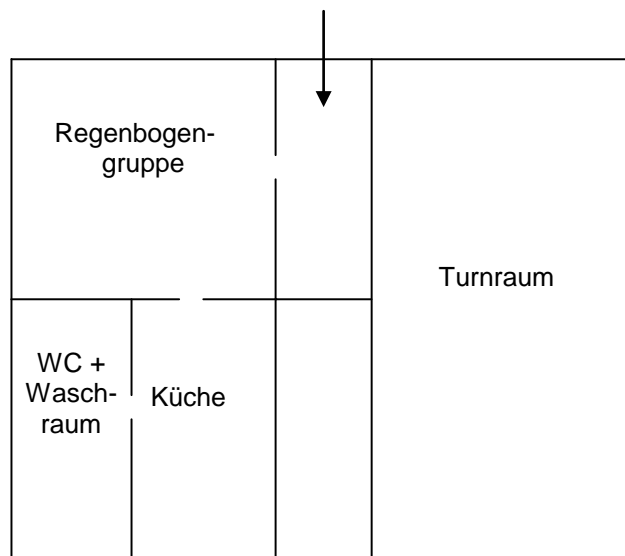 Regenbogen-
gruppe
Turnraum
WC +
Wasch-
raum
Küche